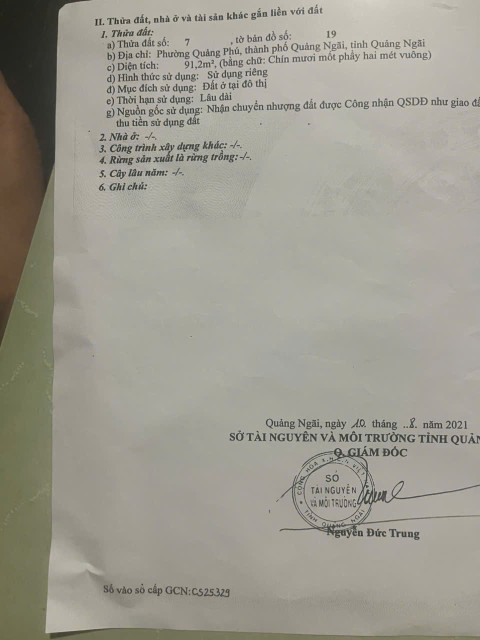 II. Thửa đất, nhà ở và tài sản khác gắn liền với đất
1. Thửa đất:
a) Thửa đất số: 7 , tờ bản đồ số: 19
b) Địa chỉ: Phường Quảng Phú, thành phố Quảng Ngãi, tỉnh Quảng Ngãi
c) Diện tích: 91,2m², (bằng chữ: Chín mươi mốt phẩy hai mét vuông)
d) Hình thức sử dụng: Sử dụng riêng
đ) Mục đích sử dụng: Đất ở tại đô thị
e) Thời hạn sử dụng: Lâu dài
g) Nguồn gốc sử dụng: Nhận chuyển nhượng đất được Công nhận QSDĐ như giao đấ
thu tiền sử dụng đất
2. Nhà ở: -/-.
3. Công trình xây dựng khác: -/-.
4. Rừng sản xuất là rừng trồng: -/-.
5. Cây lâu năm: -/-.
6. Ghi chú:
Quảng Ngãi, ngày 10 tháng ..8. năm 2021
SỞ TÀI NGUYÊN VÀ MÔI TRƯỜNG TỈNH QUẢN
Q. GIÁM ĐỐC
SỞ
TÀI NGUYÊN
VÀ MÔI TRƯỜNG
TỈNH QUẢNG NGÃI
Nguyễn Đức Trung
Số vào sổ cấp GCN: CS25329